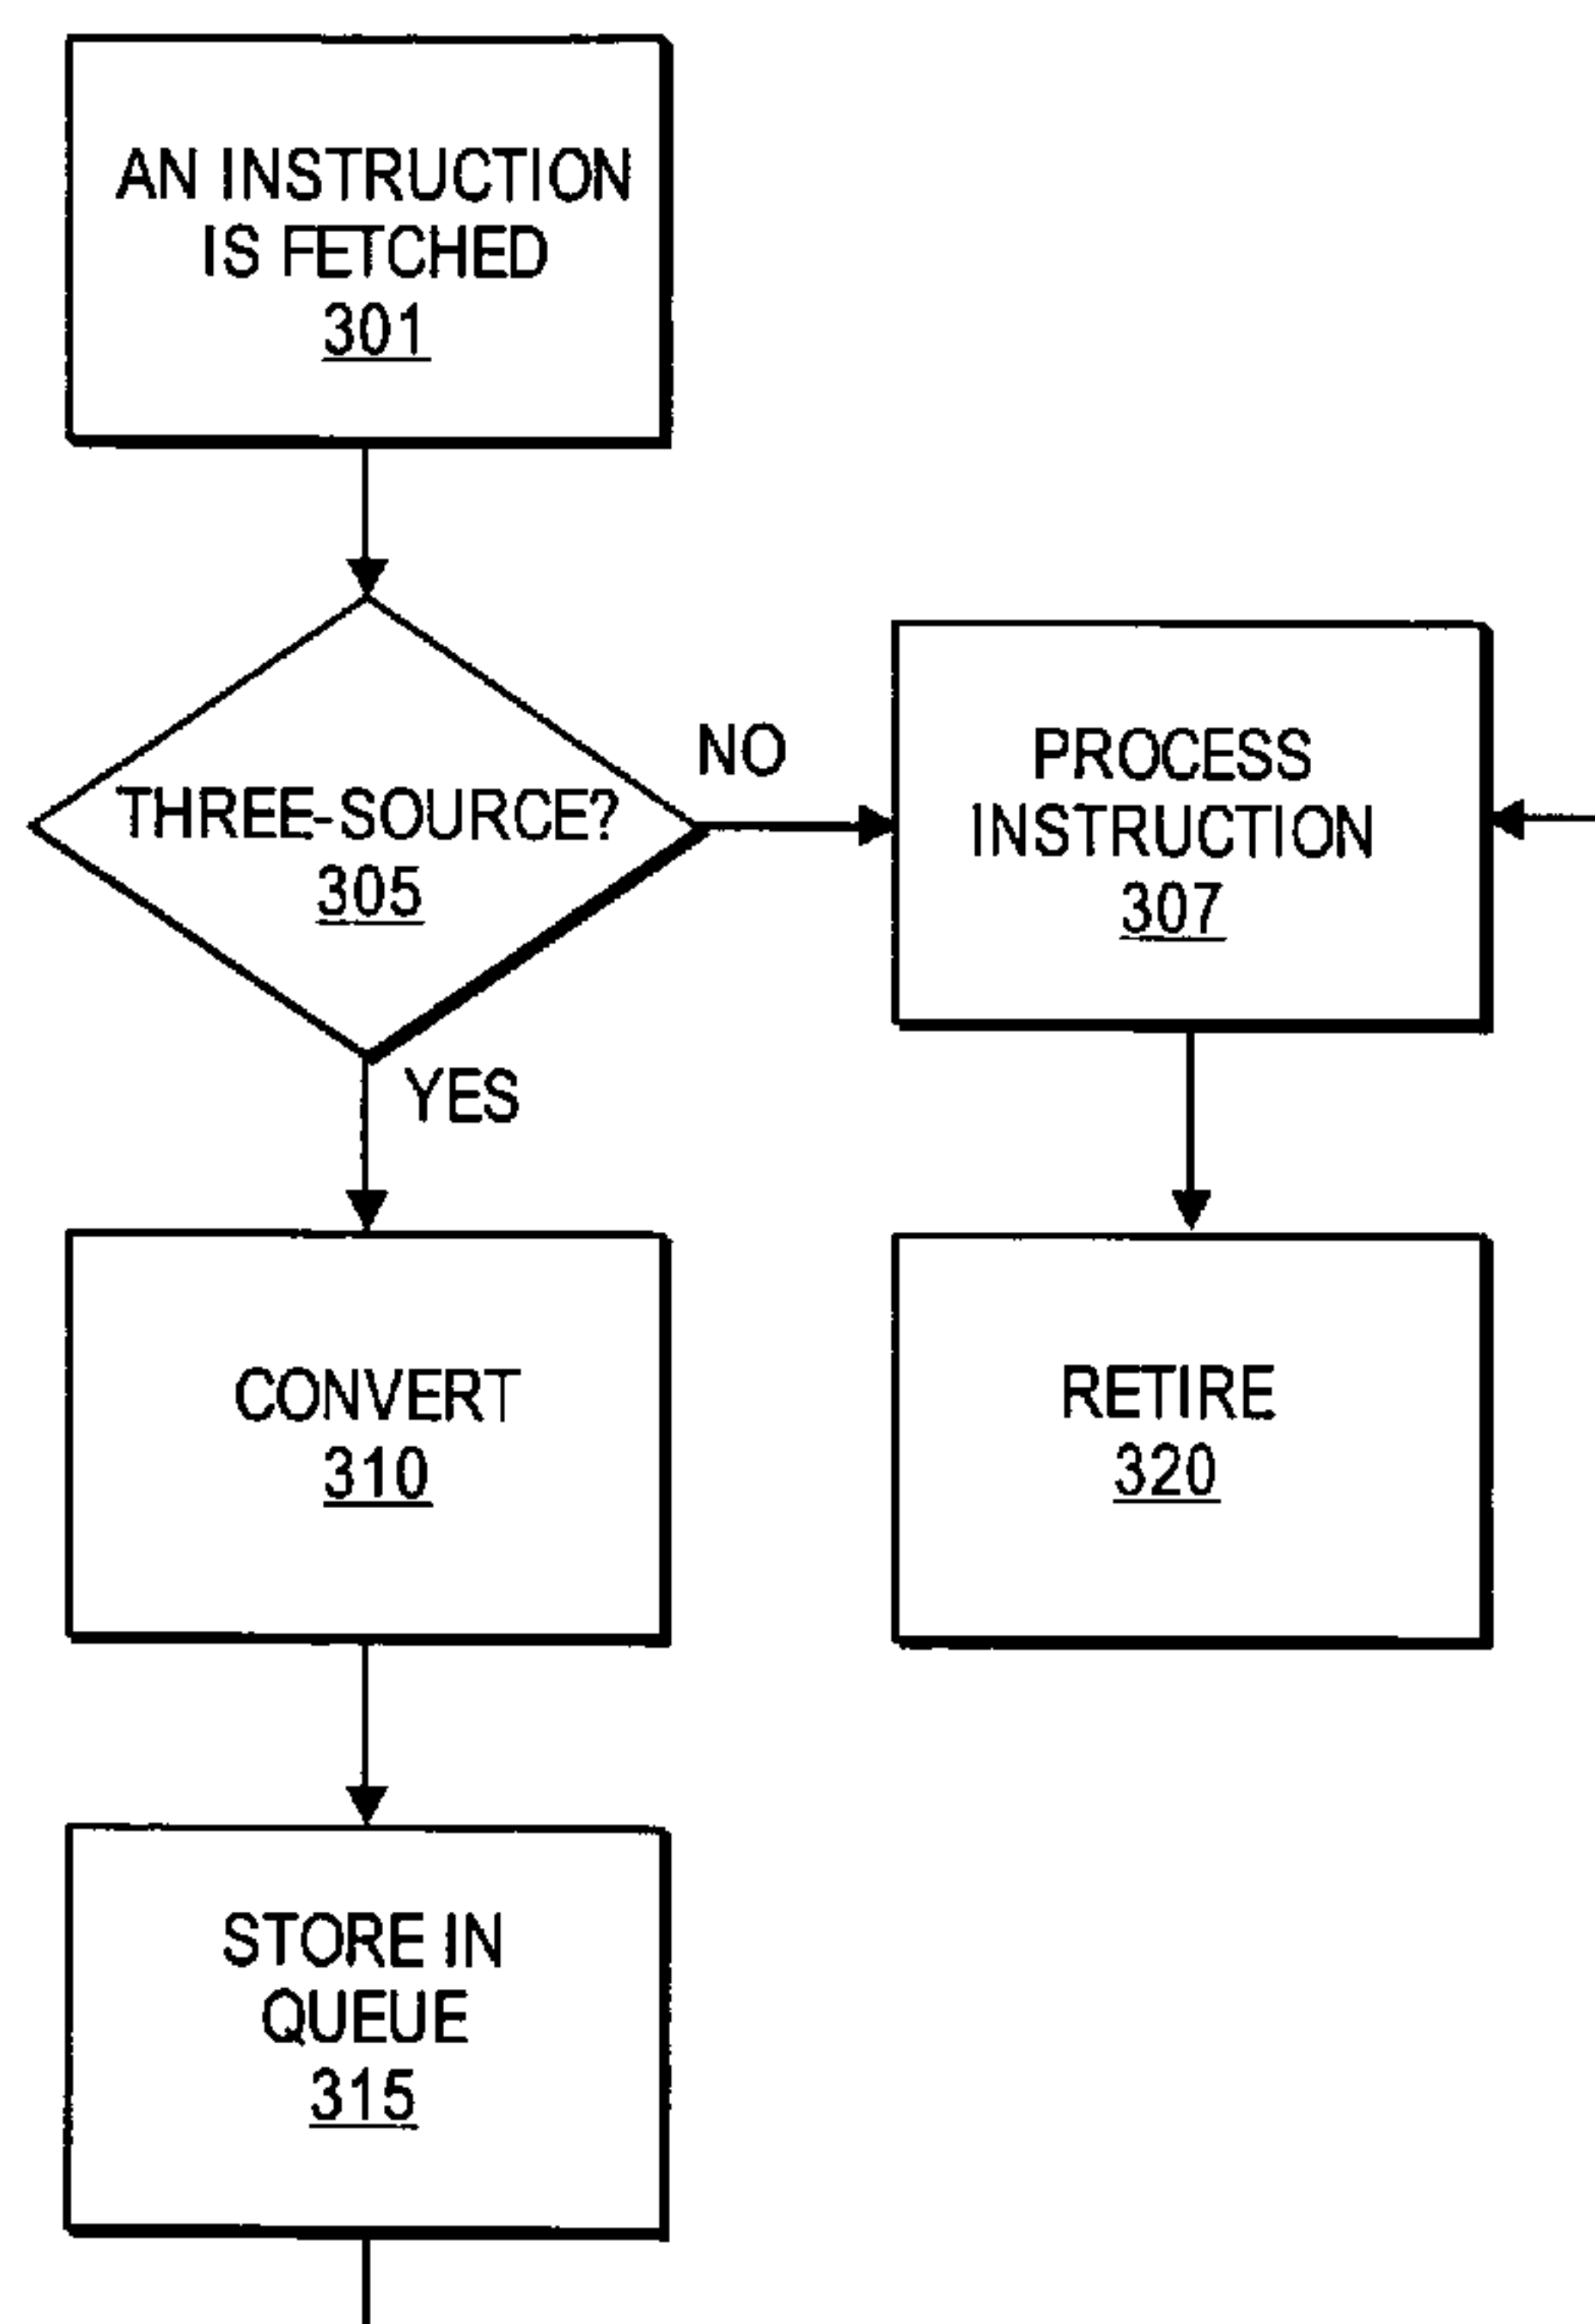 AN INSTRUCTION
IS FETCHED
301
THREE-SOURCE?
305
NO
YES
PROCESS
INSTRUCTION
307
CONVERT
310
RETIRE
320
STORE IN
QUEUE
315